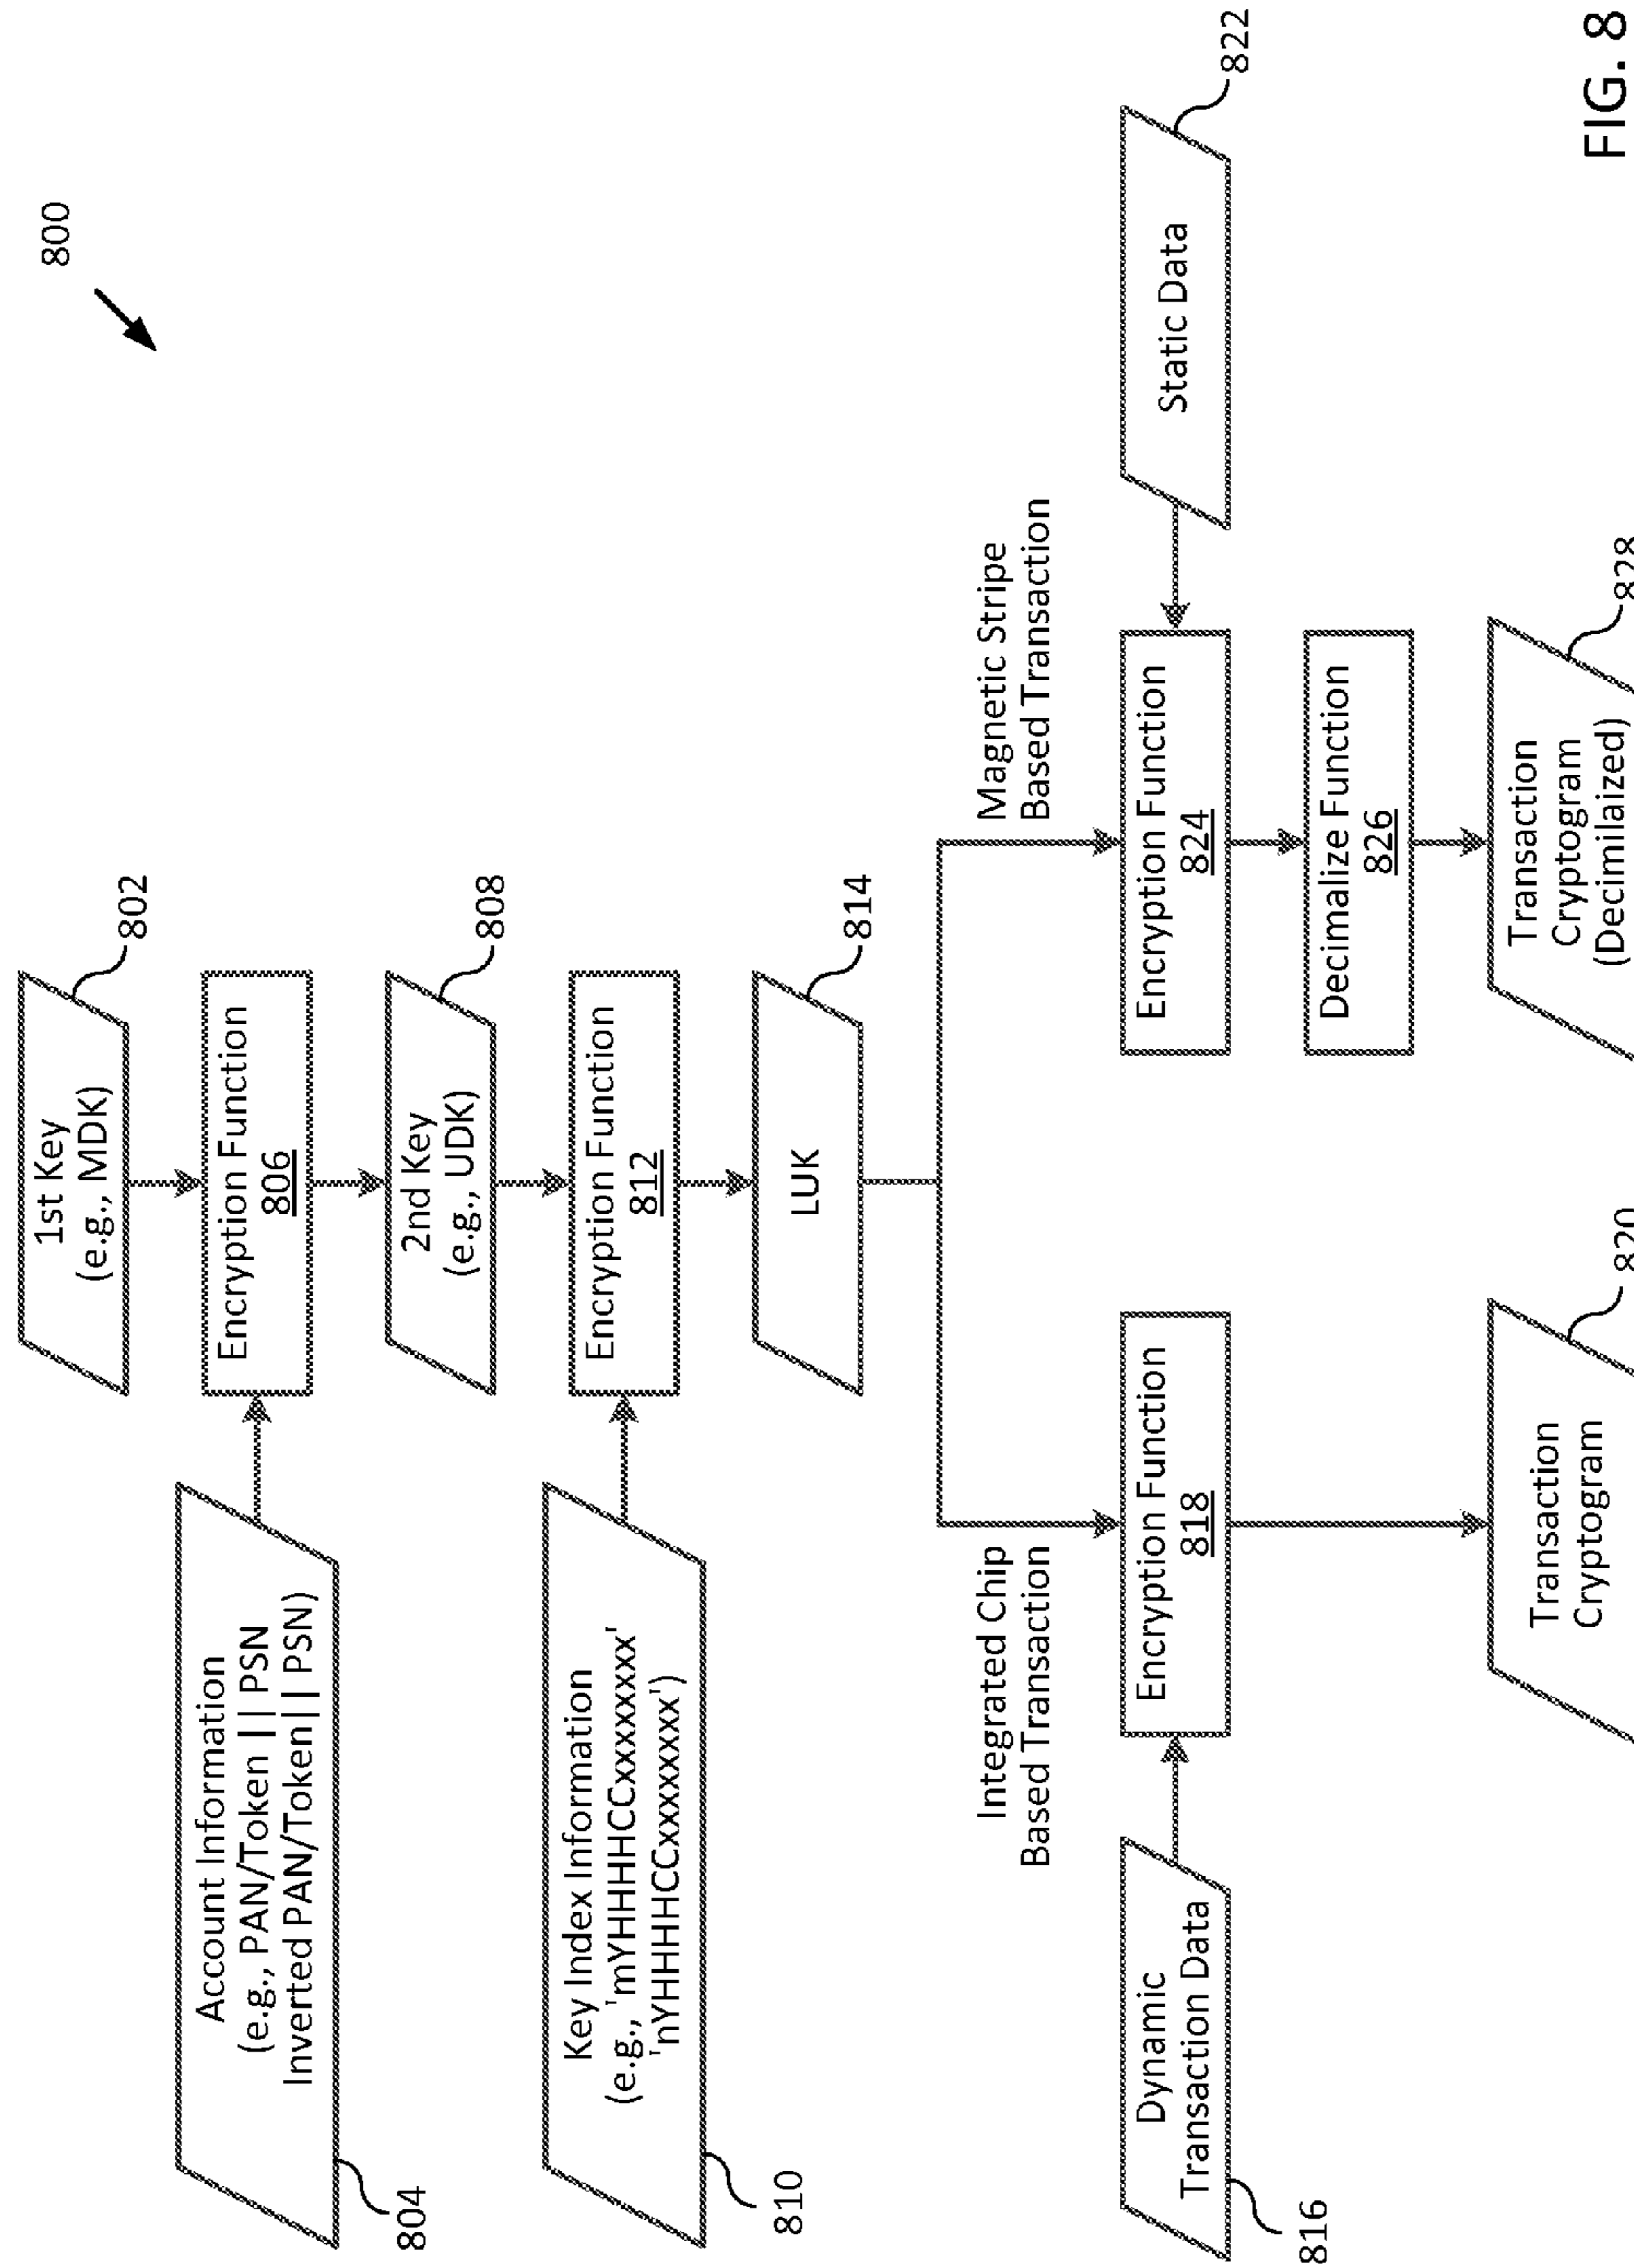 800
1st Key
(e.g., MDK)
802
Account Information
(e.g., PAN/Token || PSN
Inverted PAN/Token || PSN)
804
Encryption Function
806
2nd Key
(e.g., UDK)
808
Key Index Information
(e.g., 'mYHHHHCCxxxxxxx'
'nYHHHHCCxxxxxxxx')
810
Encryption Function
812
LUK
814
Integrated Chip
Based Transaction
Magnetic Stripe
Based Transaction
Dynamic
Transaction Data
816
Encryption Function
818
Encryption Function
824
Static Data
822
Decimalize Function
826
Transaction
Cryptogram
820
Transaction
Cryptogram
(Decimilaized)
828
FIG. 8